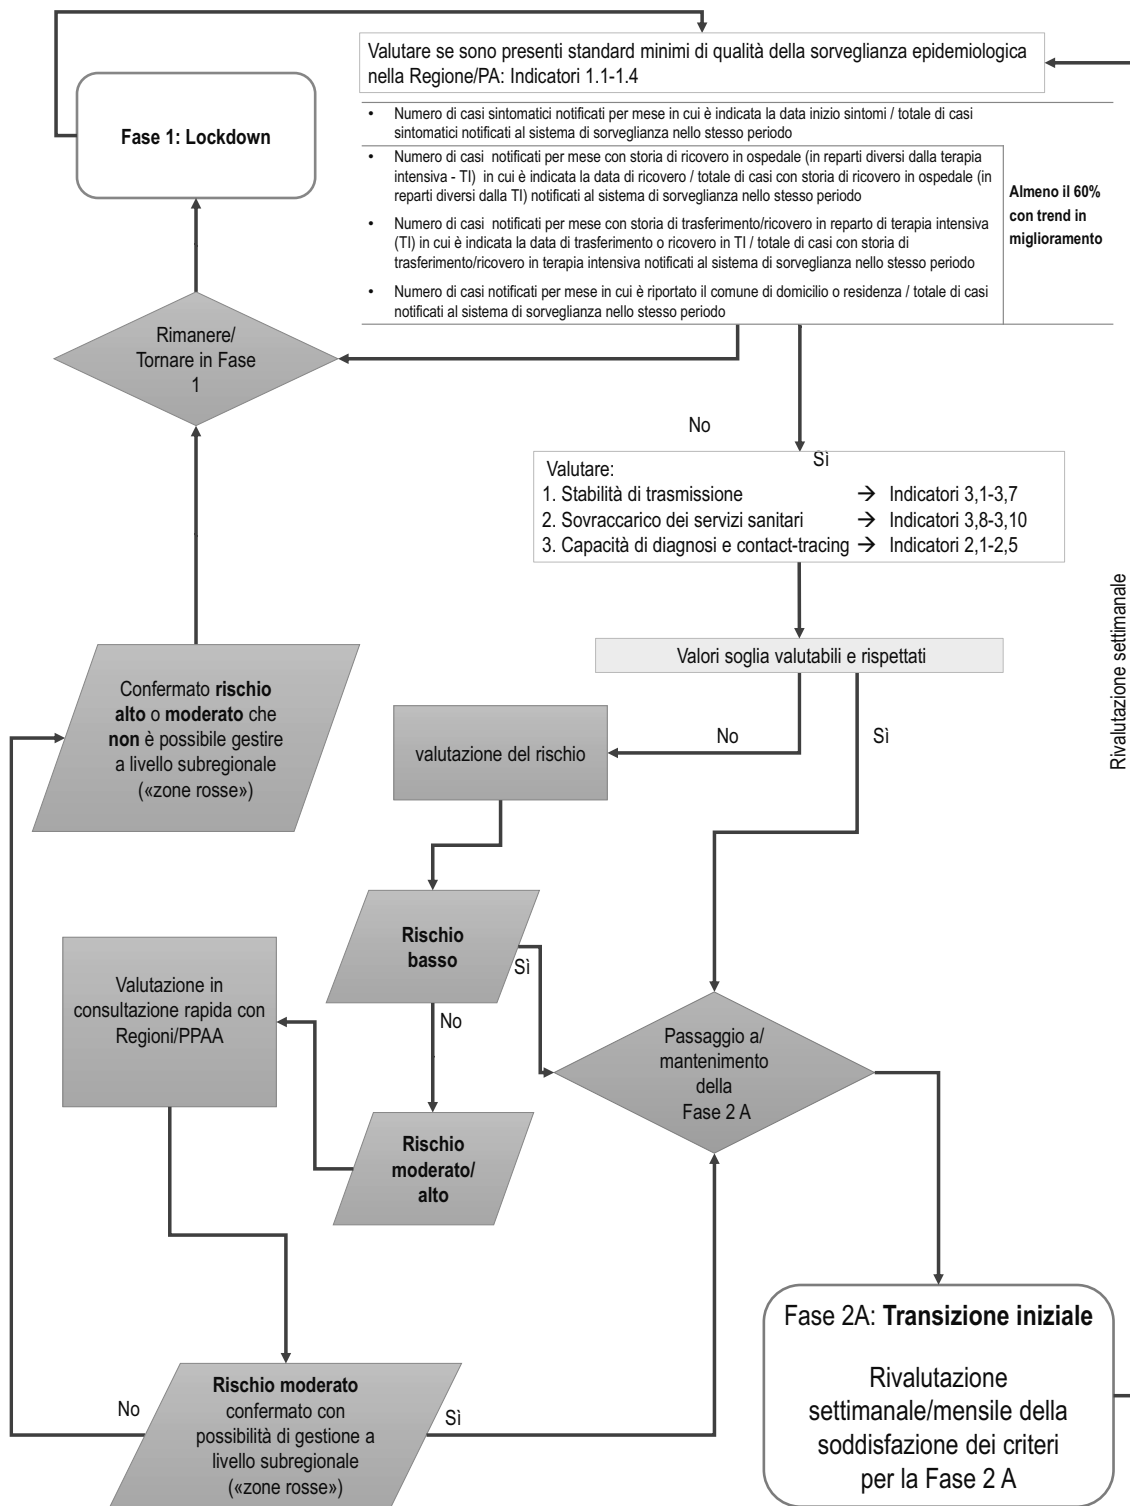 Valutare se sono presenti standard minimi di qualità della sorveglianza epidemiologica
nella Regione/PA: Indicatori 1.1-1.4
Fase 1: Lockdown
• Numero di casi sintomatici notificati per mese in cui è indicata la data inizio sintomi / totale di casi
sintomatici notificati al sistema di sorveglianza nello stesso periodo
• Numero di casi notificati per mese con storia di ricovero in ospedale (in reparti diversi dalla terapia
intensiva - TI) in cui è indicata la data di ricovero / totale di casi con storia di ricovero in ospedale (in
reparti diversi dalla TI) notificati al sistema di sorveglianza nello stesso periodo
• Numero di casi notificati per mese con storia di trasferimento/ricovero in reparto di terapia intensiva
(TI) in cui è indicata la data di trasferimento o ricovero in TI / totale di casi con storia di
trasferimento/ricovero in terapia intensiva notificati al sistema di sorveglianza nello stesso periodo
• Numero di casi notificati per mese in cui è riportato il comune di domicilio o residenza / totale di casi
notificati al sistema di sorveglianza nello stesso periodo
Almeno il 60%
con trend in
miglioramento
Rimanere/
Tornare in Fase
1
No
Sì
Valutare:
1. Stabilità di trasmissione → Indicatori 3,1-3,7
2. Sovraccarico dei servizi sanitari → Indicatori 3,8-3,10
3. Capacità di diagnosi e contact-tracing → Indicatori 2,1-2,5
Rivalutazione settimanale
Valori soglia valutabili e rispettati
Confermato rischio
alto o moderato che
non è possibile gestire
a livello subregionale
(«zone rosse»)
No
Sì
valutazione del rischio
Rischio
basso
Sì
No
Valutazione in
consultazione rapida con
Regioni/PPAA
Passaggio a/
mantenimento
della
Fase 2 A
Rischio
moderato/
alto
Fase 2A: Transizione iniziale
Rivalutazione
settimanale/mensile della
soddisfazione dei criteri
per la Fase 2 A
No
Rischio moderato
confermato con
possibilità di gestione a
livello subregionale
(«zone rosse»)
Sì